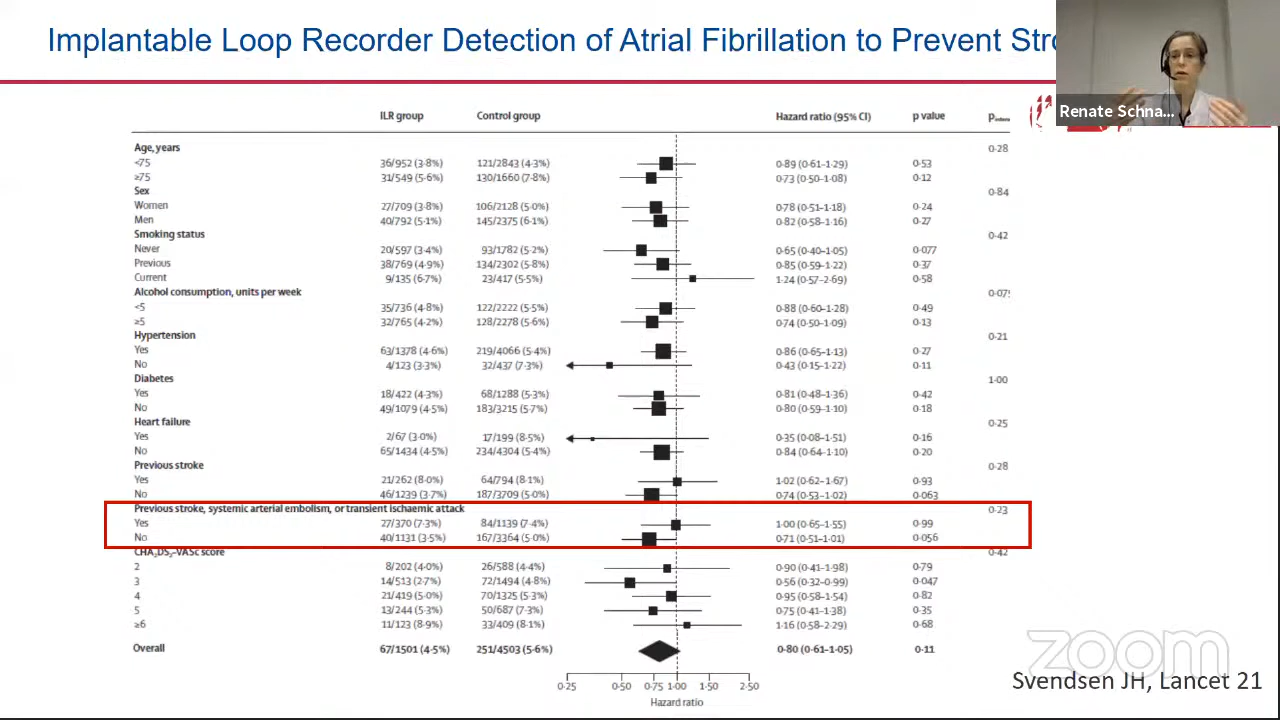 Implantable Loop Recorder Detection of Atrial Fibrillation to Prevent Stro
Renate Schna...
ILR group Control group Hazard ratio (95% CI) p value
Age, years 0·28
<75 36/952 (3·8%) 121/2843 (4·3%) 0·89 (0·61–1·29) 0·53
≥75 31/549 (5·6%) 130/1660 (7·8%) 0·73 (0·50–1·08) 0·12
Sex 0·84
Women 27/709 (3·8%) 106/2128 (5·0%) 0·78 (0·51–1·18) 0·24
Men 40/792 (5·1%) 145/2375 (6·1%) 0·82 (0·58–1·16) 0·27
Smoking status 0·42
Never 20/597 (3·4%) 93/1782 (5·2%) 0·65 (0·40–1·05) 0·077
Previous 38/769 (4·9%) 134/2302 (5·8%) 0·85 (0·59–1·22) 0·37
Current 9/135 (6·7%) 23/417 (5·5%) 1·24 (0·57–2·69) 0·58
Alcohol consumption, units per week 0·075
<5 35/736 (4·8%) 122/2222 (5·5%) 0·88 (0·60–1·28) 0·49
≥5 32/765 (4·2%) 128/2278 (5·6%) 0·74 (0·50–1·09) 0·13
Hypertension 0·21
Yes 63/1378 (4·6%) 219/4066 (5·4%) 0·86 (0·65–1·13) 0·27
No 4/123 (3·3%) 32/437 (7·3%) 0·43 (0·15–1·22) 0·11
Diabetes 1·00
Yes 18/422 (4·3%) 68/1288 (5·3%) 0·81 (0·48–1·36) 0·42
No 49/1079 (4·5%) 183/3215 (5·7%) 0·80 (0·59–1·10) 0·18
Heart failure 0·25
Yes 2/67 (3·0%) 17/199 (8·5%) 0·35 (0·08–1·51) 0·16
No 65/1434 (4·5%) 234/4304 (5·4%) 0·84 (0·64–1·10) 0·20
Previous stroke 0·28
Yes 21/262 (8·0%) 64/794 (8·1%) 1·02 (0·62–1·67) 0·93
No 46/1239 (3·7%) 187/3709 (5·0%) 0·74 (0·53–1·02) 0·063
Previous stroke, systemic arterial embolism, or transient ischaemic attack 0·23
Yes 27/370 (7·3%) 84/1139 (7·4%) 1·00 (0·65–1·55) 0·99
No 40/1131 (3·5%) 167/3364 (5·0%) 0·71 (0·51–1·01) 0·056
CHA₂DS₂-VASc score 0·42
2 8/202 (4·0%) 26/588 (4·4%) 0·90 (0·41–1·98) 0·79
3 14/513 (2·7%) 72/1494 (4·8%) 0·56 (0·32–0·99) 0·047
4 21/419 (5·0%) 70/1325 (5·3%) 0·95 (0·58–1·54) 0·82
5 13/244 (5·3%) 50/687 (7·3%) 0·75 (0·41–1·38) 0·35
≥6 11/123 (8·9%) 33/409 (8·1%) 1·16 (0·58–2·29) 0·68
Overall 67/1501 (4·5%) 251/4503 (5·6%) 0·80 (0·61–1·05) 0·11
0·25 0·50 0·75 1·00 1·50 2·50
Hazard ratio
zoom
Svendsen JH, Lancet 21